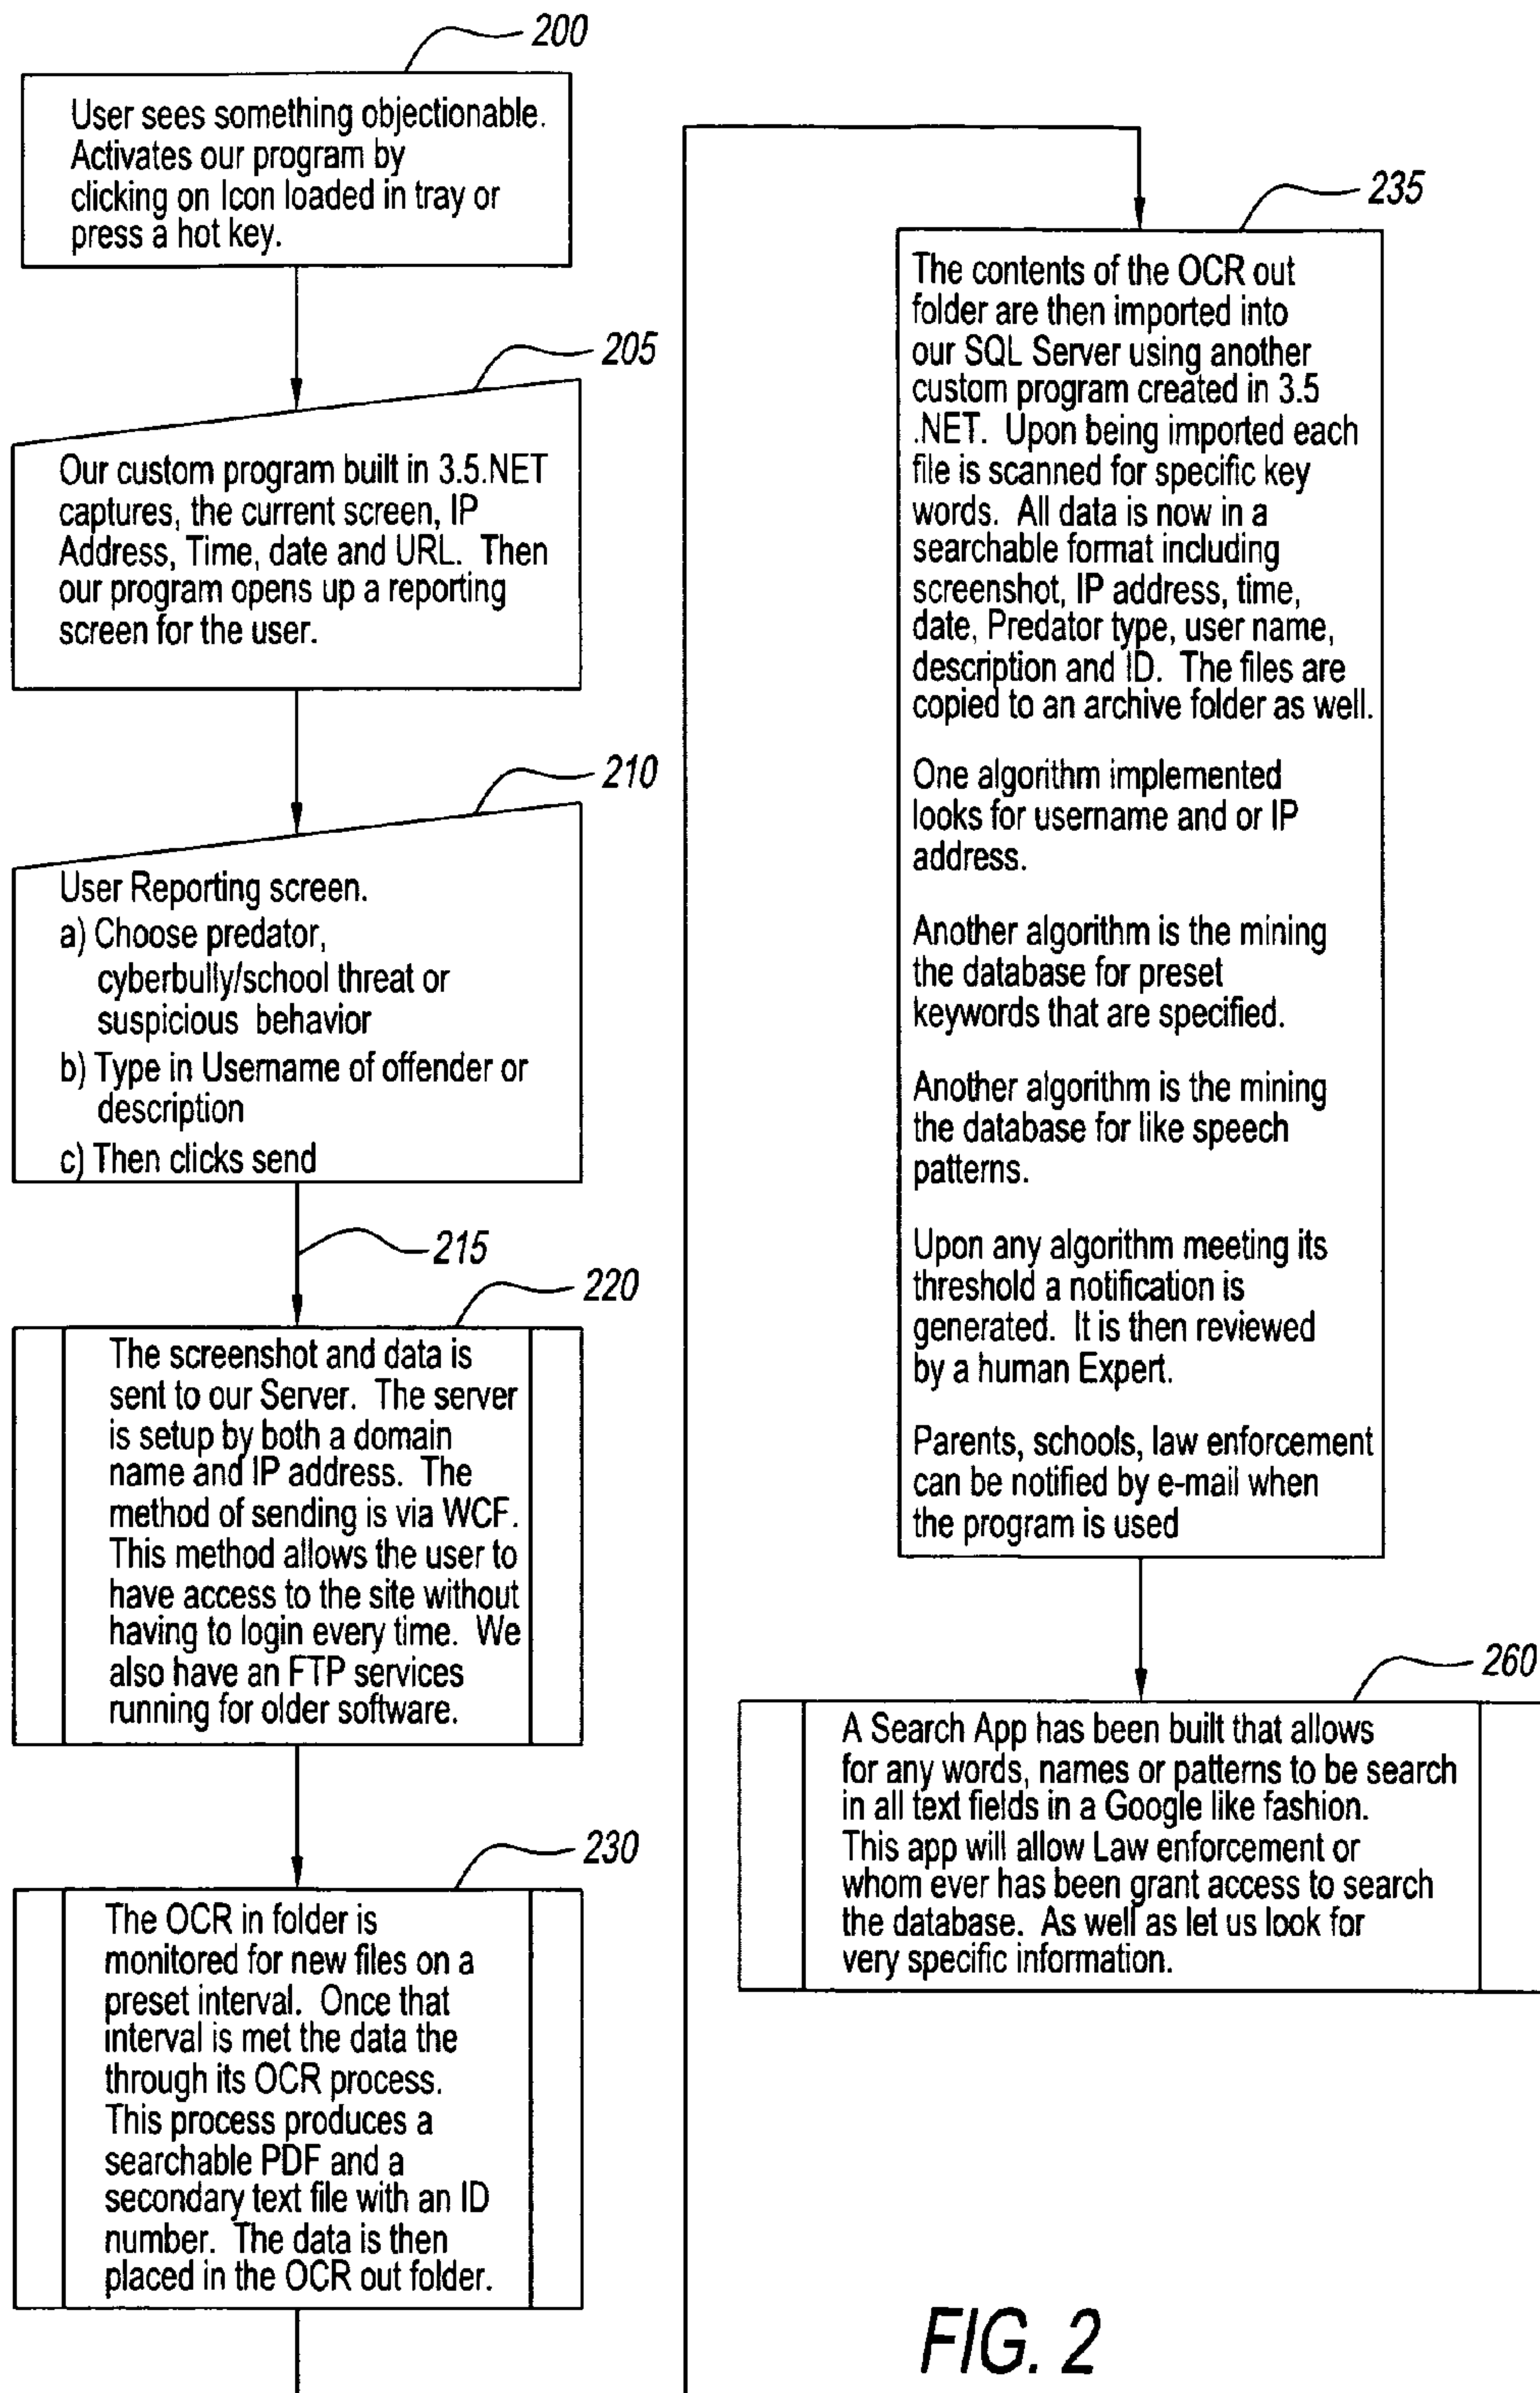 200
User sees something objectionable.
Activates our program by
clicking on Icon loaded in tray or
press a hot key.
205
Our custom program built in 3.5.NET
captures, the current screen, IP
Address, Time, date and URL. Then
our program opens up a reporting
screen for the user.
210
User Reporting screen.
a) Choose predator,
cyberbully/school threat or
suspicious behavior
b) Type in Username of offender or
description
c) Then clicks send
215
220
The screenshot and data is
sent to our Server. The server
is setup by both a domain
name and IP address. The
method of sending is via WCF.
This method allows the user to
have access to the site without
having to login every time. We
also have an FTP services
running for older software.
230
The OCR in folder is
monitored for new files on a
preset interval. Once that
interval is met the data the
through its OCR process.
This process produces a
searchable PDF and a
secondary text file with an ID
number. The data is then
placed in the OCR out folder.
235
The contents of the OCR out
folder are then imported into
our SQL Server using another
custom program created in 3.5
.NET. Upon being imported each
file is scanned for specific key
words. All data is now in a
searchable format including
screenshot, IP address, time,
date, Predator type, user name,
description and ID. The files are
copied to an archive folder as well.
One algorithm implemented
looks for username and or IP
address.
Another algorithm is the mining
the database for preset
keywords that are specified.
Another algorithm is the mining
the database for like speech
patterns.
Upon any algorithm meeting its
threshold a notification is
generated. It is then reviewed
by a human Expert.
Parents, schools, law enforcement
can be notified by e-mail when
the program is used
260
A Search App has been built that allows
for any words, names or patterns to be search
in all text fields in a Google like fashion.
This app will allow Law enforcement or
whom ever has been grant access to search
the database. As well as let us look for
very specific information.
FIG. 2